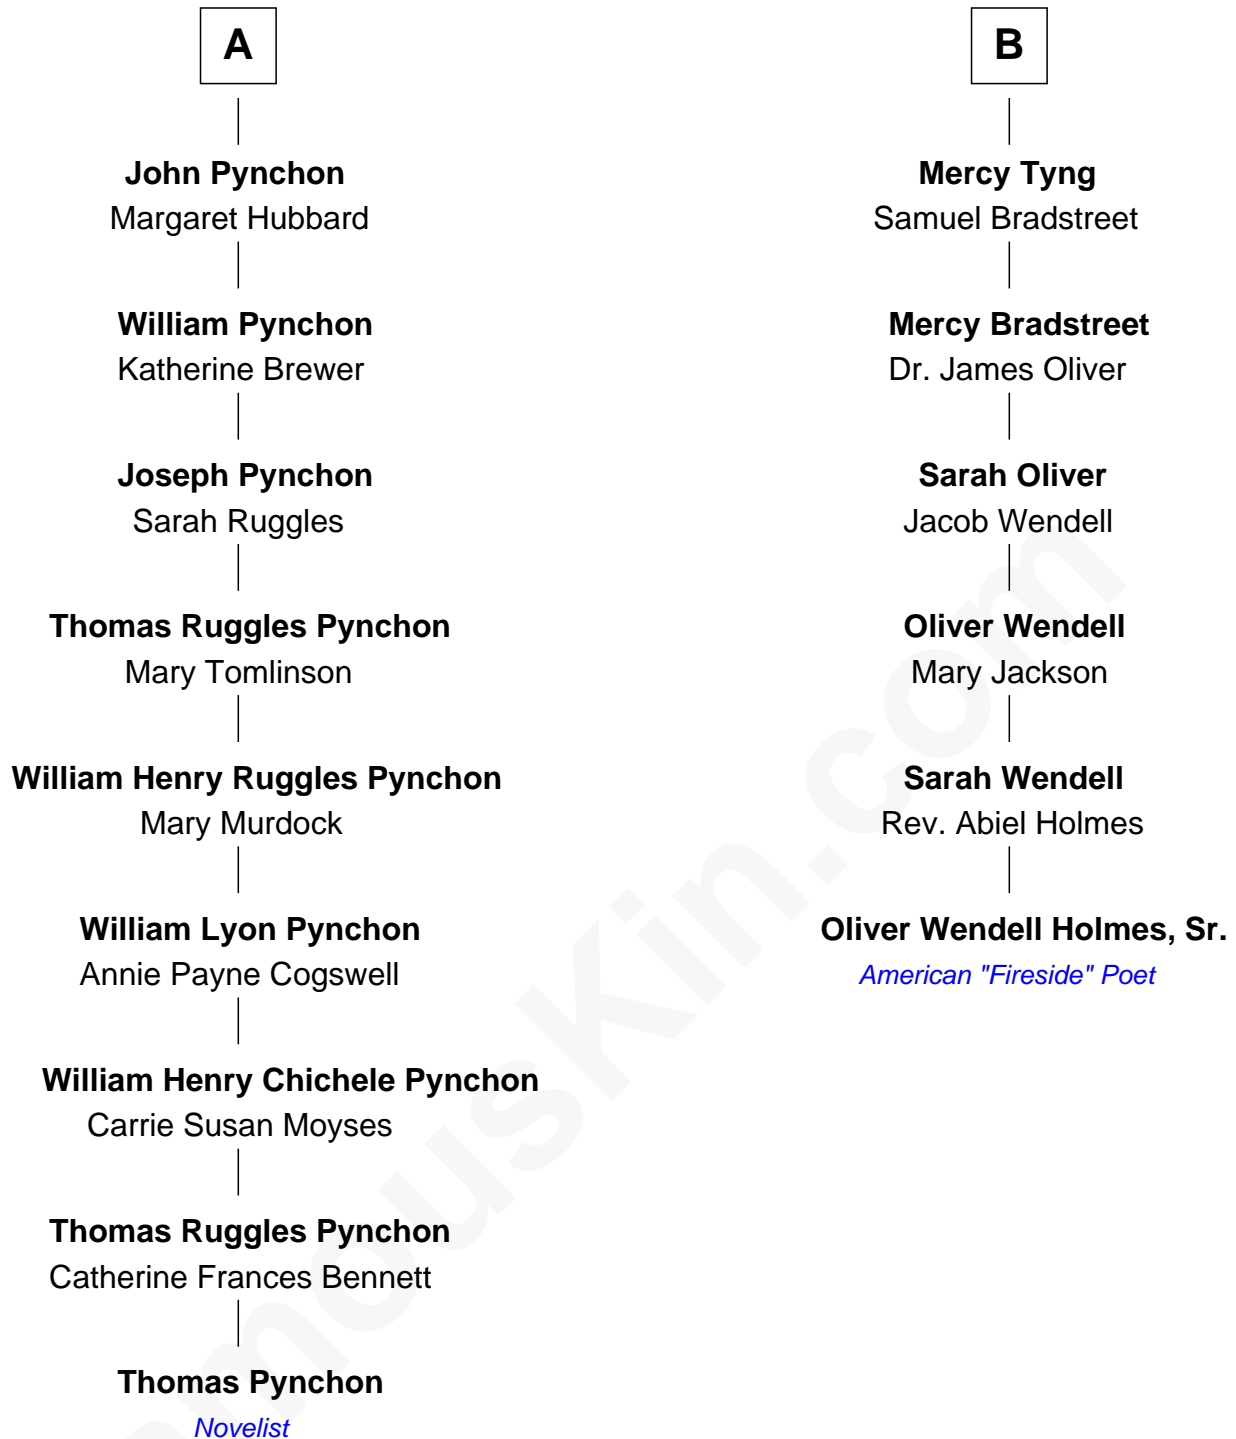 A
John Pynchon
Margaret Hubbard
William Pynchon
Katherine Brewer
Joseph Pynchon
Sarah Ruggles
Thomas Ruggles Pynchon
Mary Tomlinson
William Henry Ruggles Pynchon
Mary Murdock
William Lyon Pynchon
Annie Payne Cogswell
William Henry Chichele Pynchon
Carrie Susan Moyses
Thomas Ruggles Pynchon
Catherine Frances Bennett
Thomas Pynchon
Novelist
B
Mercy Tyng
Samuel Bradstreet
Mercy Bradstreet
Dr. James Oliver
Sarah Oliver
Jacob Wendell
Oliver Wendell
Mary Jackson
Sarah Wendell
Rev. Abiel Holmes
Oliver Wendell Holmes, Sr.
American "Fireside" Poet